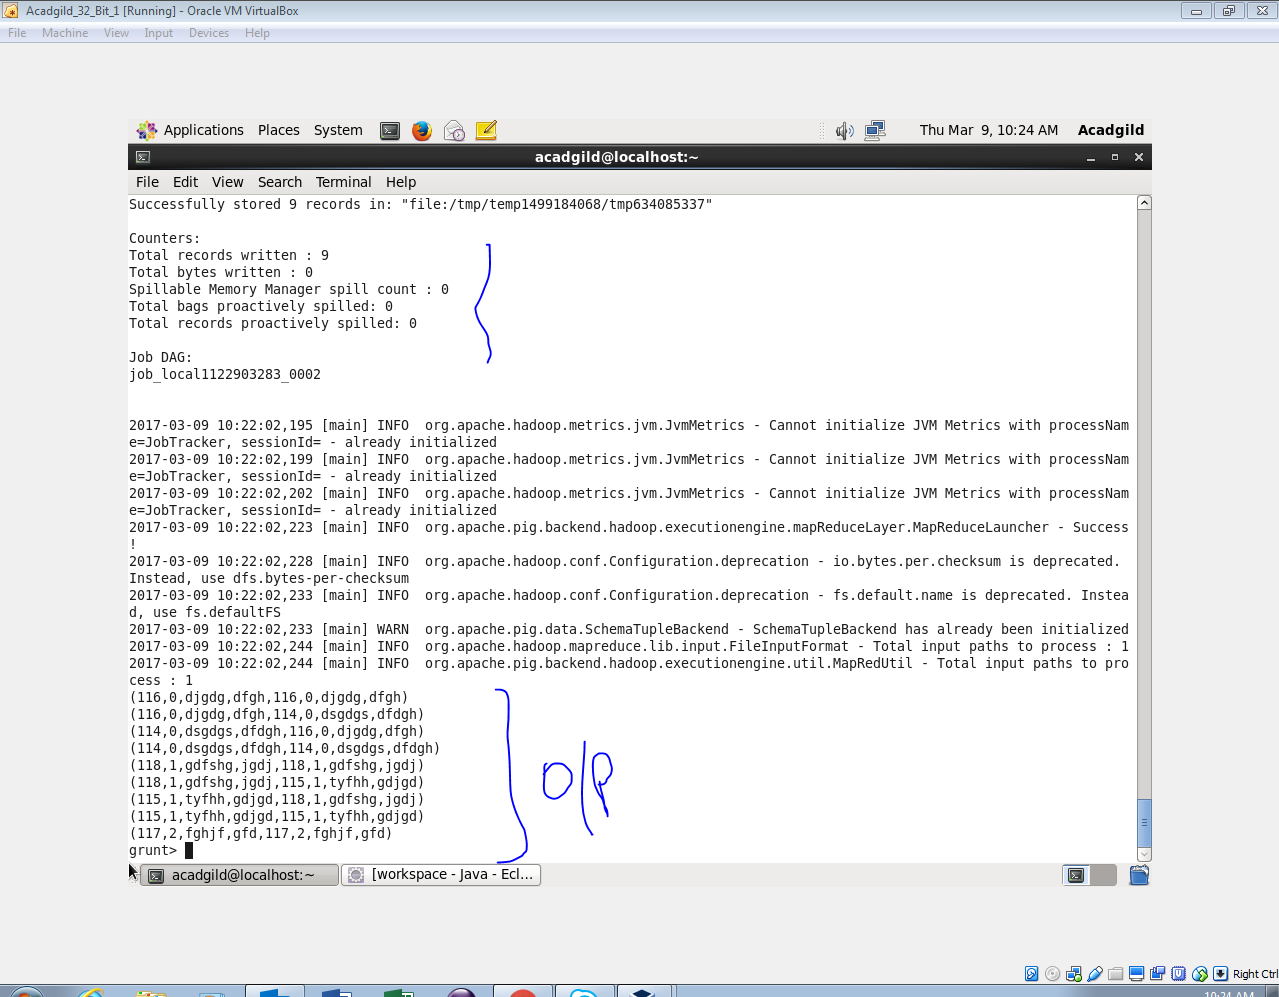 Acadgild_32_Bit_1 [Running] - Oracle VM VirtualBox
File Machine View Input Devices Help
Applications Places System Thu Mar 9, 10:24 AM Acadgild
acadgild@localhost:~
File Edit View Search Terminal Help
Successfully stored 9 records in: "file:/tmp/temp1499184068/tmp634085337"
Counters:
Total records written : 9
Total bytes written : 0
Spillable Memory Manager spill count : 0
Total bags proactively spilled: 0
Total records proactively spilled: 0
Job DAG:
job_local1122903283_0002
2017-03-09 10:22:02,195 [main] INFO  org.apache.hadoop.metrics.jvm.JvmMetrics - Cannot initialize JVM Metrics with processNam
e=JobTracker, sessionId= - already initialized
2017-03-09 10:22:02,199 [main] INFO  org.apache.hadoop.metrics.jvm.JvmMetrics - Cannot initialize JVM Metrics with processNam
e=JobTracker, sessionId= - already initialized
2017-03-09 10:22:02,202 [main] INFO  org.apache.hadoop.metrics.jvm.JvmMetrics - Cannot initialize JVM Metrics with processNam
e=JobTracker, sessionId= - already initialized
2017-03-09 10:22:02,223 [main] INFO  org.apache.pig.backend.hadoop.executionengine.mapReduceLayer.MapReduceLauncher - Success
!
2017-03-09 10:22:02,228 [main] INFO  org.apache.hadoop.conf.Configuration.deprecation - io.bytes.per.checksum is deprecated.
Instead, use dfs.bytes-per-checksum
2017-03-09 10:22:02,233 [main] INFO  org.apache.hadoop.conf.Configuration.deprecation - fs.default.name is deprecated. Instea
d, use fs.defaultFS
2017-03-09 10:22:02,233 [main] WARN  org.apache.pig.data.SchemaTupleBackend - SchemaTupleBackend has already been initialized
2017-03-09 10:22:02,244 [main] INFO  org.apache.hadoop.mapreduce.lib.input.FileInputFormat - Total input paths to process : 1
2017-03-09 10:22:02,244 [main] INFO  org.apache.pig.backend.hadoop.executionengine.util.MapRedUtil - Total input paths to pro
cess : 1
(116,0,djgdg,dfgh,116,0,djgdg,dfgh)
(116,0,djgdg,dfgh,114,0,dsgdgs,dfdgh)
(114,0,dsgdgs,dfdgh,116,0,djgdg,dfgh)
(114,0,dsgdgs,dfdgh,114,0,dsgdgs,dfdgh)
(118,1,gdfshg,jgdj,118,1,gdfshg,jgdj)
(118,1,gdfshg,jgdj,115,1,tyfhh,gdjgd)
(115,1,tyfhh,gdjgd,118,1,gdfshg,jgdj)
(115,1,tyfhh,gdjgd,115,1,tyfhh,gdjgd)
(117,2,fghjf,gfd,117,2,fghjf,gfd)
O/P
grunt>
acadgild@localhost:~ [workspace - Java - Ecl...
Right Ctrl
10:24 AM